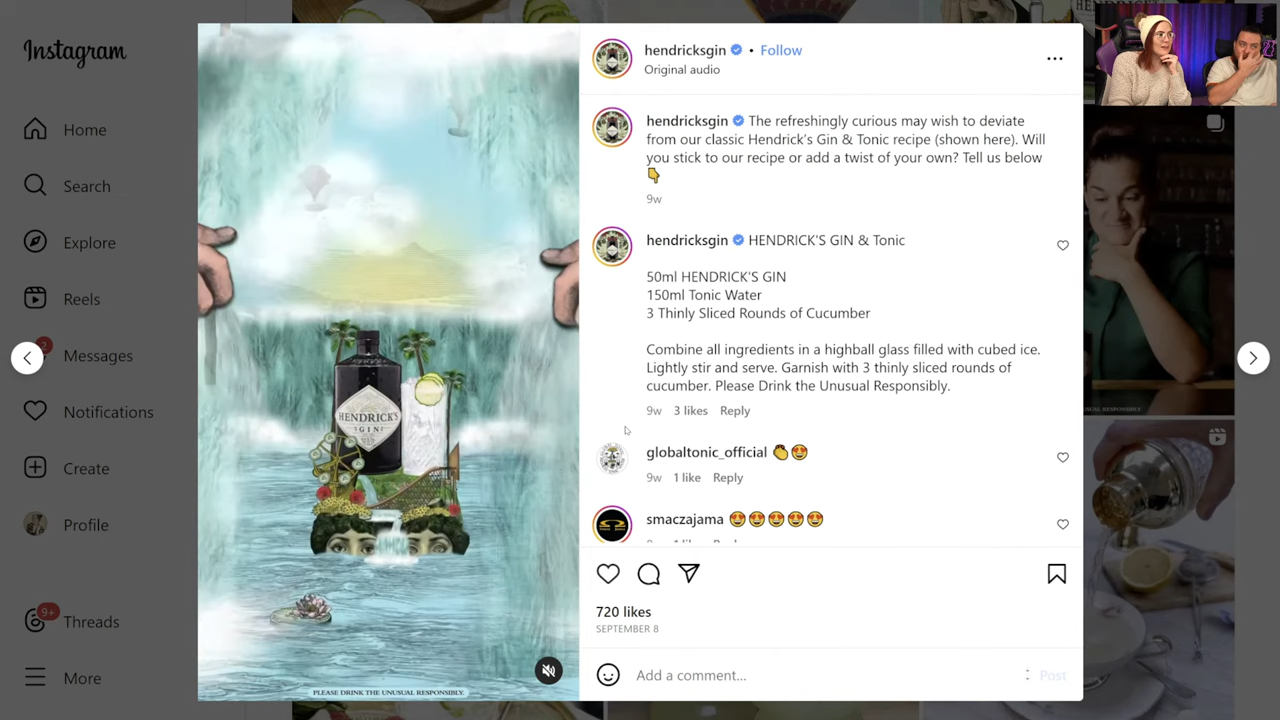 Instagram
Home
Search
Explore
Reels
2
Messages
Notifications
Create
Profile
9+
Threads
More
HENDRICK'S
GIN
PLEASE DRINK THE UNUSUAL RESPONSIBLY.
hendricksgin • Follow
Original audio
hendricksgin The refreshingly curious may wish to deviate
from our classic Hendrick's Gin & Tonic recipe (shown here). Will
you stick to our recipe or add a twist of your own? Tell us below
👇
9w
hendricksgin HENDRICK'S GIN & Tonic
50ml HENDRICK'S GIN
150ml Tonic Water
3 Thinly Sliced Rounds of Cucumber
Combine all ingredients in a highball glass filled with cubed ice.
Lightly stir and serve. Garnish with 3 thinly sliced rounds of
cucumber. Please Drink the Unusual Responsibly.
9w 3 likes Reply
globaltonic_official 👏😍
9w 1 like Reply
smaczajama 😍😍😍😍😍
720 likes
SEPTEMBER 8
Add a comment...
Post